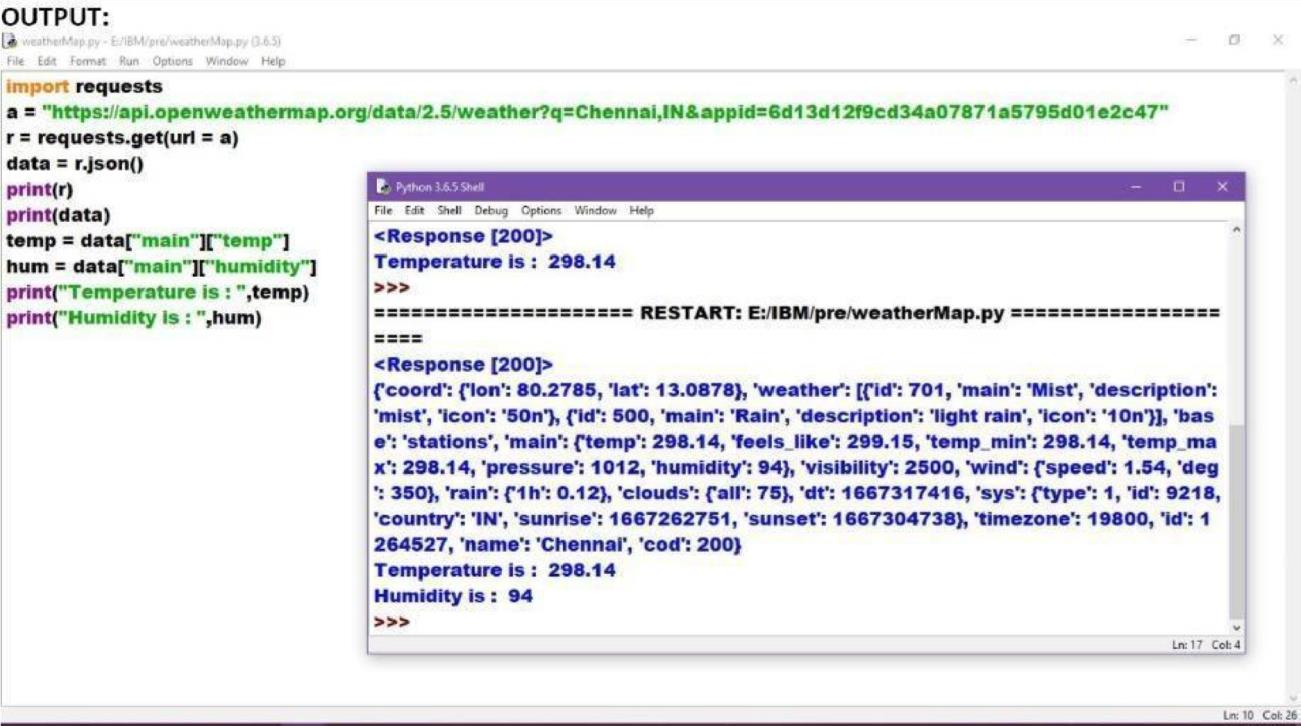 OUTPUT:
weatherMap.py - E:/IBM/pre/weatherMap.py (3.6.5)
File Edit Format Run Options Window Help
import requests
a = "https://api.openweathermap.org/data/2.5/weather?q=Chennai,IN&appid=6d13d12f9cd34a07871a5795d01e2c47"
r = requests.get(url = a)
data = r.json()
print(r)
print(data)
temp = data["main"]["temp"]
hum = data["main"]["humidity"]
print("Temperature is : ",temp)
print("Humidity is : ",hum)
Python 3.6.5 Shell
File Edit Shell Debug Options Window Help
<Response [200]>
Temperature is :  298.14
>>>
===================== RESTART: E:/IBM/pre/weatherMap.py =================
====
<Response [200]>
{'coord': {'lon': 80.2785, 'lat': 13.0878}, 'weather': [{'id': 701, 'main': 'Mist', 'description':
'mist', 'icon': '50n'}, {'id': 500, 'main': 'Rain', 'description': 'light rain', 'icon': '10n'}], 'bas
e': 'stations', 'main': {'temp': 298.14, 'feels_like': 299.15, 'temp_min': 298.14, 'temp_ma
x': 298.14, 'pressure': 1012, 'humidity': 94}, 'visibility': 2500, 'wind': {'speed': 1.54, 'deg
': 350}, 'rain': {'1h': 0.12}, 'clouds': {'all': 75}, 'dt': 1667317416, 'sys': {'type': 1, 'id': 9218,
'country': 'IN', 'sunrise': 1667262751, 'sunset': 1667304738}, 'timezone': 19800, 'id': 1
264527, 'name': 'Chennai', 'cod': 200}
Temperature is :  298.14
Humidity is :  94
>>>
Ln: 17 Col: 4
Ln: 10 Col: 26